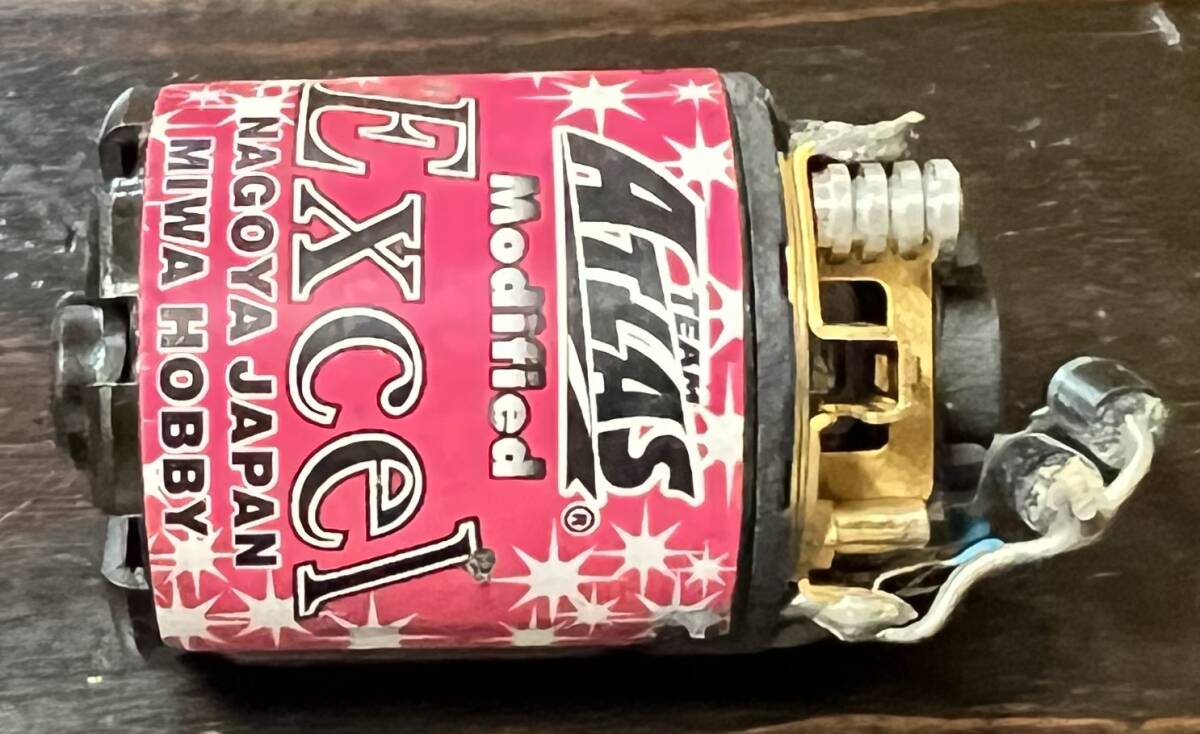 TEAM
ATLAS®
Modified
Excel
NAGOYA JAPAN
MIWA HOBBY